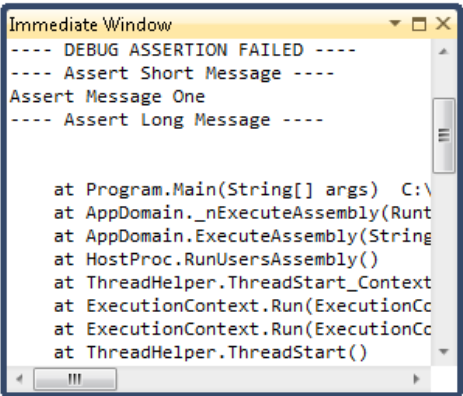 Immediate Window
---- DEBUG ASSERTION FAILED ----
---- Assert Short Message ----
Assert Message One
---- Assert Long Message ----
at Program.Main(String[] args)  C:\
at AppDomain._nExecuteAssembly(Runt
at AppDomain.ExecuteAssembly(String
at HostProc.RunUsersAssembly()
at ThreadHelper.ThreadStart_Context
at ExecutionContext.Run(ExecutionCo
at ExecutionContext.Run(ExecutionCo
at ThreadHelper.ThreadStart()